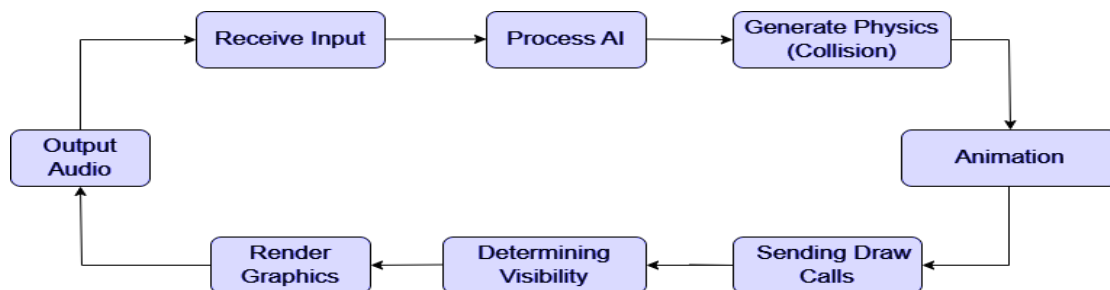 Receive Input
Process AI
Generate Physics
(Collision)
Animation
Sending Draw
Calls
Determining
Visibility
Render
Graphics
Output
Audio